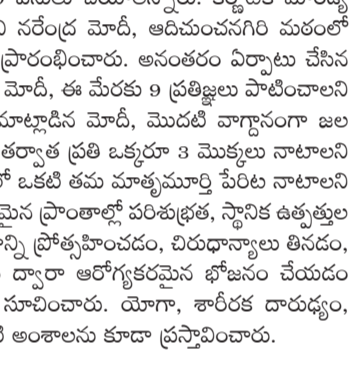 నరేంద్ర మోదీ, ఆదిచుంచనగిరి మఠంలో
ప్రారంభించారు. అనంతరం ఏర్పాటు చేసిన
మోదీ, ఈ మేరకు 9 ప్రతిజ్ఞలు పాటించాలని
మాట్లాడిన మోదీ, మొదటి వాగ్దానంగా జల
తర్వాత ప్రతి ఒక్కరూ 3 మొక్కలు నాటాలని
ఒకటి తమ మాతృమూర్తి పేరిట నాటాలని
మైన ప్రాంతాల్లో పరిశుభ్రత, స్థానిక ఉత్పత్తుల
న్ని ప్రోత్సహించడం, చిరుధాన్యాలు తినడం,
ద్వారా ఆరోగ్యకరమైన భోజనం చేయడం
సూచించారు. యోగా, శారీరక దారుఢ్యం,
అంశాలను కూడా ప్రస్తావించారు.